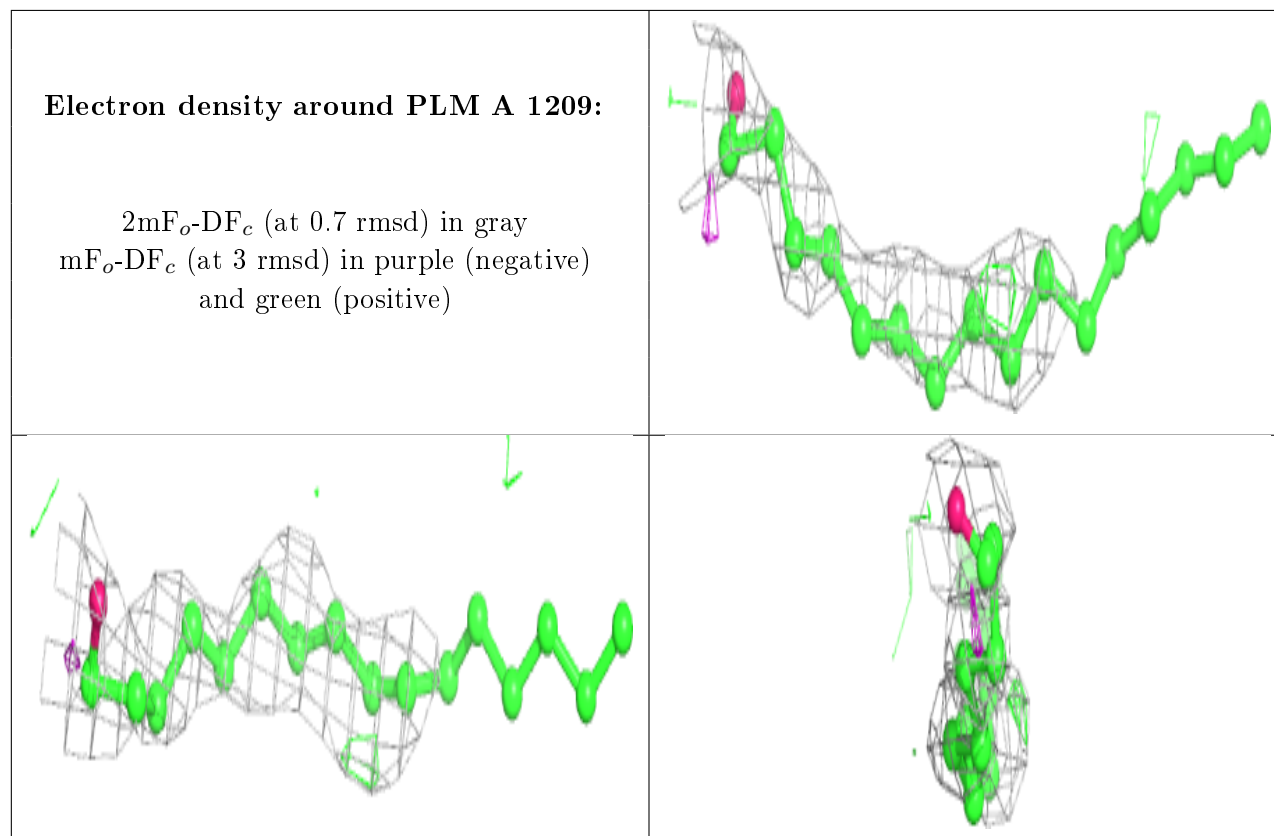 Electron density around PLM A 1209:
2mFo-DFc (at 0.7 rmsd) in gray
mFo-DFc (at 3 rmsd) in purple (negative)
and green (positive)